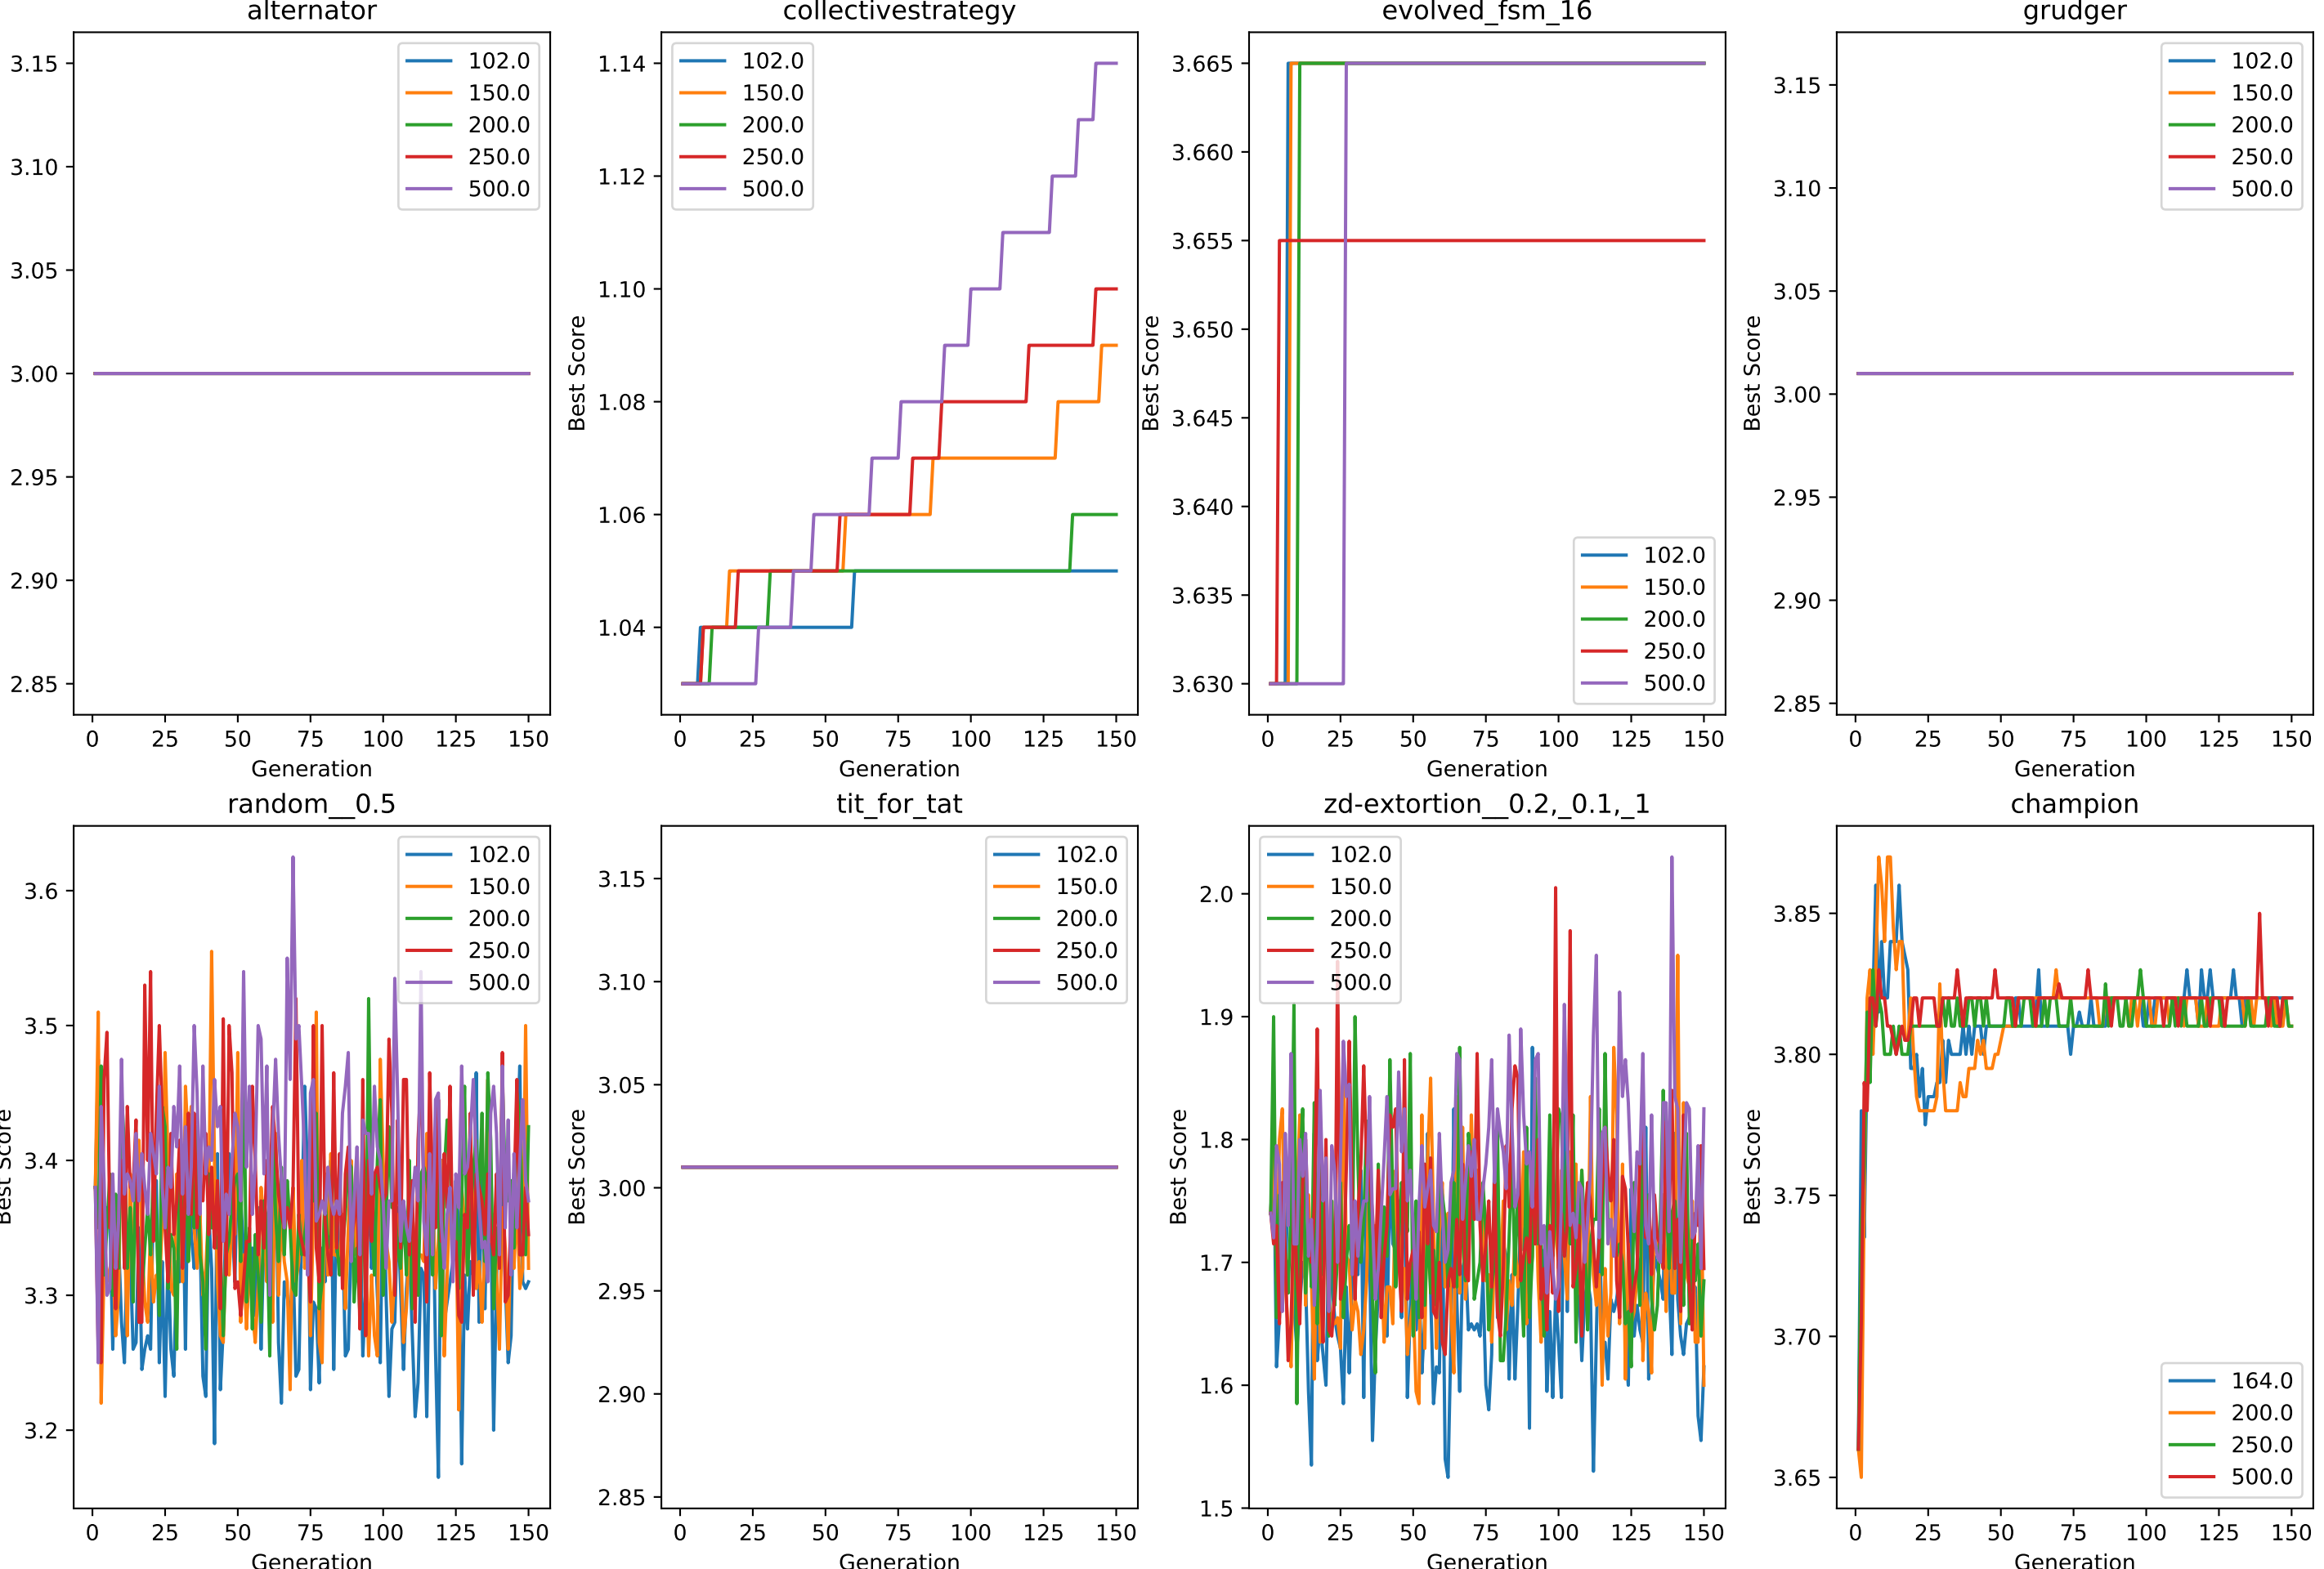 alternator
3.15
3.10
3.05
3.00
2.95
2.90
2.85
102.0
150.0
200.0
250.0
500.0
0 25 50 75 100 125 150
Generation
collectivestrategy
Best Score
1.14
1.12
1.10
1.08
1.06
1.04
102.0
150.0
200.0
250.0
500.0
0 25 50 75 100 125 150
Generation
evolved_fsm_16
Best Score
3.665
3.660
3.655
3.650
3.645
3.640
3.635
3.630
102.0
150.0
200.0
250.0
500.0
0 25 50 75 100 125 150
Generation
grudger
Best Score
3.15
3.10
3.05
3.00
2.95
2.90
2.85
102.0
150.0
200.0
250.0
500.0
0 25 50 75 100 125 150
Generation
random__0.5
Best Score
3.6
3.5
3.4
3.3
3.2
102.0
150.0
200.0
250.0
500.0
0 25 50 75 100 125 150
Generation
tit_for_tat
Best Score
3.15
3.10
3.05
3.00
2.95
2.90
2.85
102.0
150.0
200.0
250.0
500.0
0 25 50 75 100 125 150
Generation
zd-extortion__0.2,_0.1,_1
Best Score
2.0
1.9
1.8
1.7
1.6
1.5
102.0
150.0
200.0
250.0
500.0
0 25 50 75 100 125 150
Generation
champion
Best Score
3.85
3.80
3.75
3.70
3.65
164.0
200.0
250.0
500.0
0 25 50 75 100 125 150
Generation